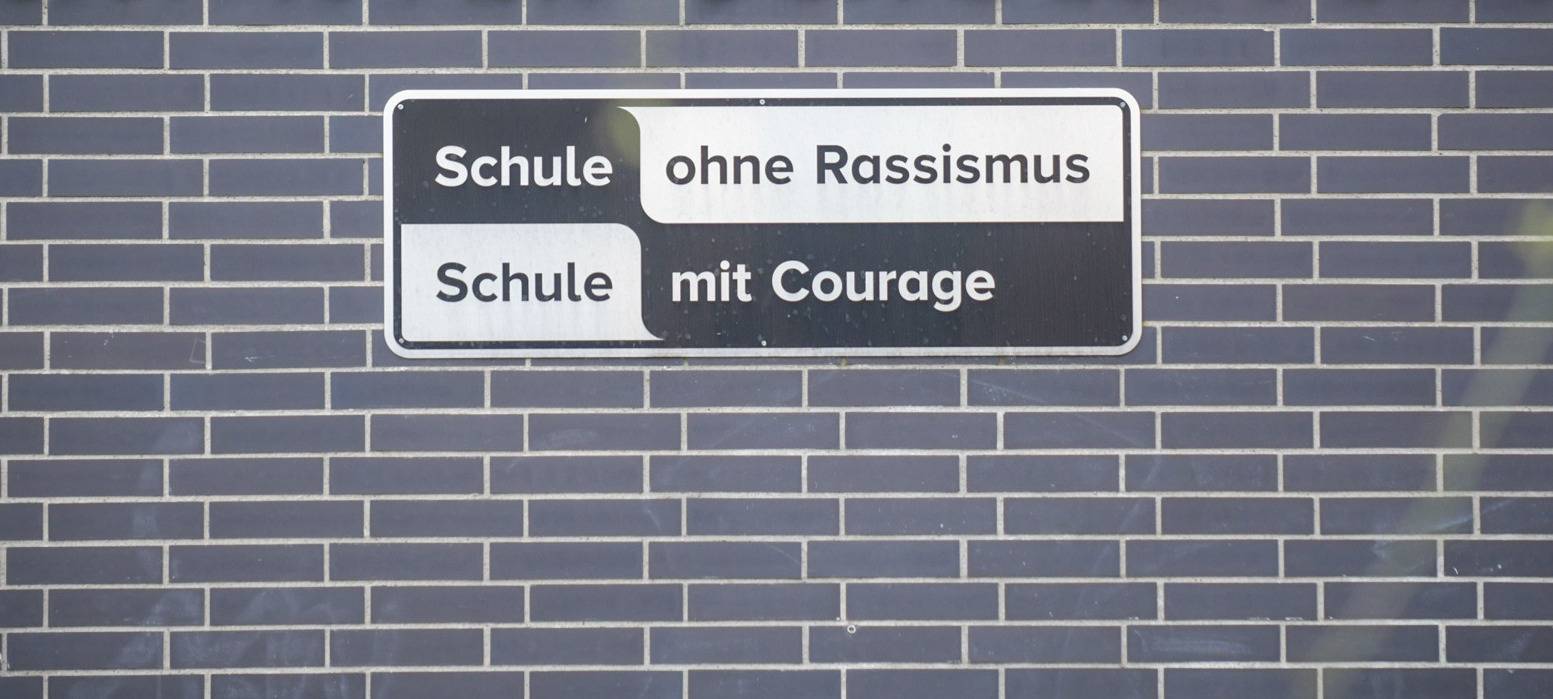 Schule ohne Rassismus
Schule mit Courage